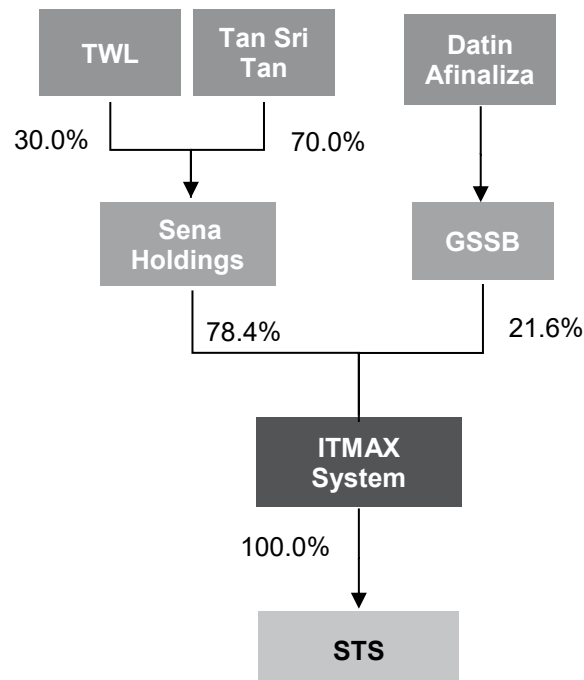 TWL
Tan Sri
Tan
Datin
Afinaliza
30.0%
70.0%
Sena
Holdings
GSSB
78.4%
21.6%
ITMAX
System
100.0%
STS